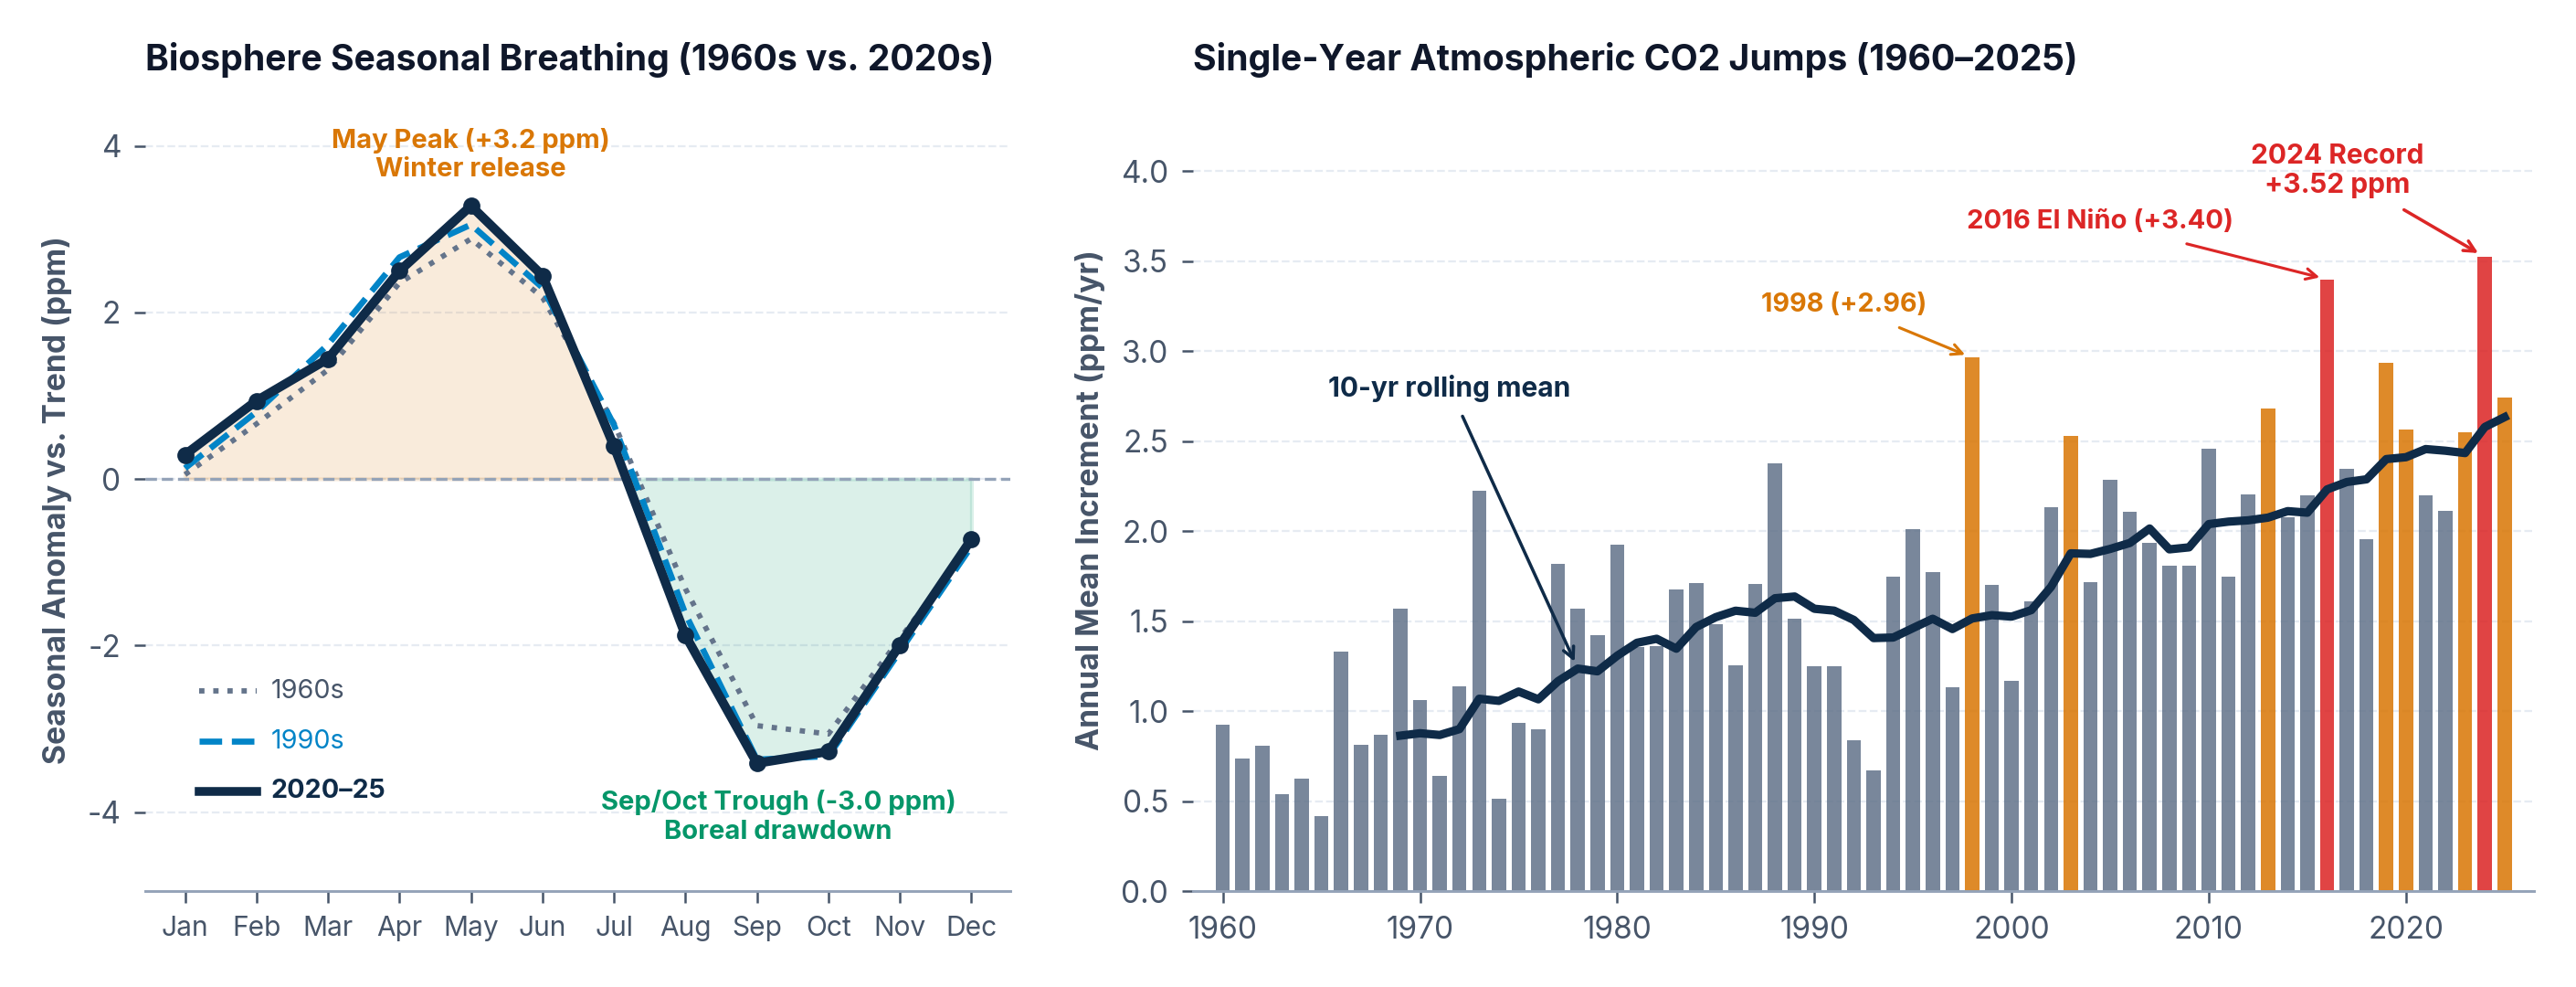 Biosphere Seasonal Breathing (1960s vs. 2020s)
Seasonal Anomaly vs. Trend (ppm)
4
2
0
-2
-4
May Peak (+3.2 ppm)
Winter release
Sep/Oct Trough (-3.0 ppm)
Boreal drawdown
1960s
1990s
2020–25
Jan Feb Mar Apr May Jun Jul Aug Sep Oct Nov Dec
Single-Year Atmospheric CO2 Jumps (1960–2025)
Annual Mean Increment (ppm/yr)
4.0
3.5
3.0
2.5
2.0
1.5
1.0
0.5
0.0
2024 Record
+3.52 ppm
2016 El Niño (+3.40)
1998 (+2.96)
10-yr rolling mean
1960 1970 1980 1990 2000 2010 2020